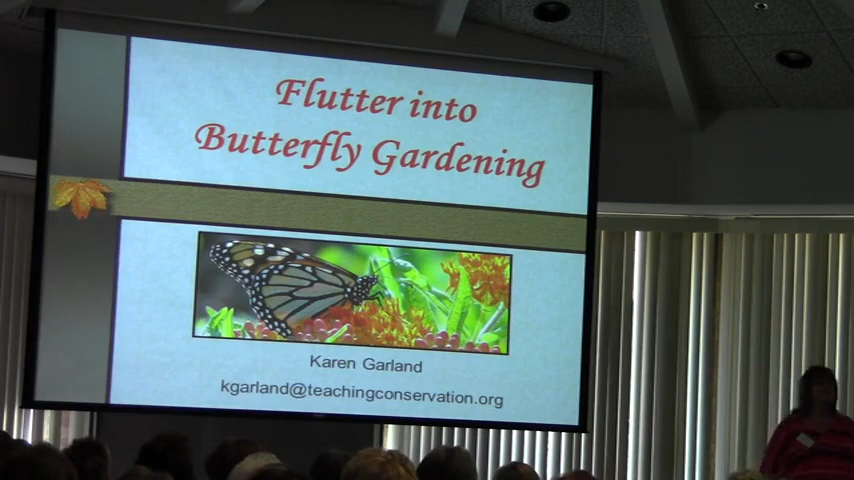 Flutter into
Butterfly Gardening
Karen Garland
kgarland@teachingconservation.org